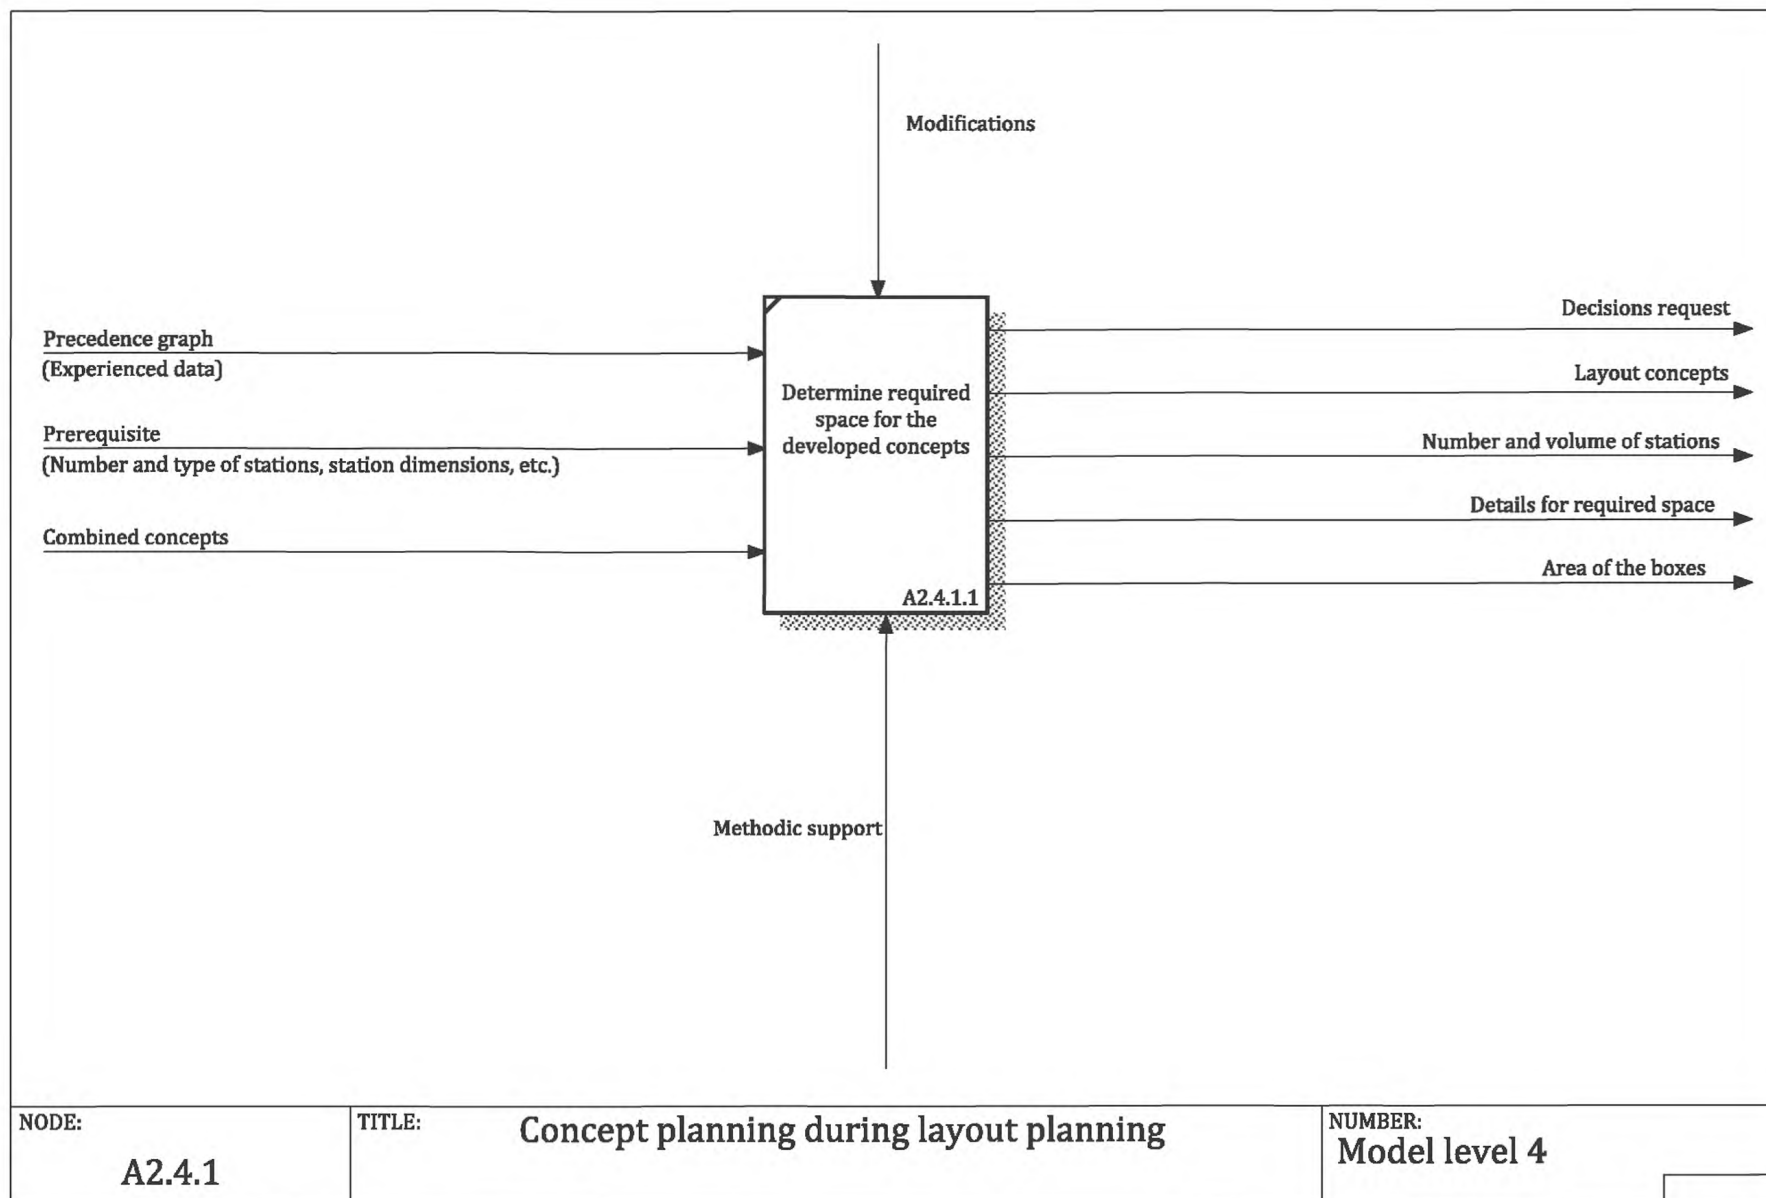 Modifications
Precedence graph
(Experienced data)
Prerequisite
(Number and type of stations, station dimensions, etc.)
Combined concepts
Determine required
space for the
developed concepts
A2.4.1.1
Decisions request
Layout concepts
Number and volume of stations
Details for required space
Area of the boxes
Methodic support
NODE:
A2.4.1
TITLE:
Concept planning during layout planning
NUMBER:
Model level 4